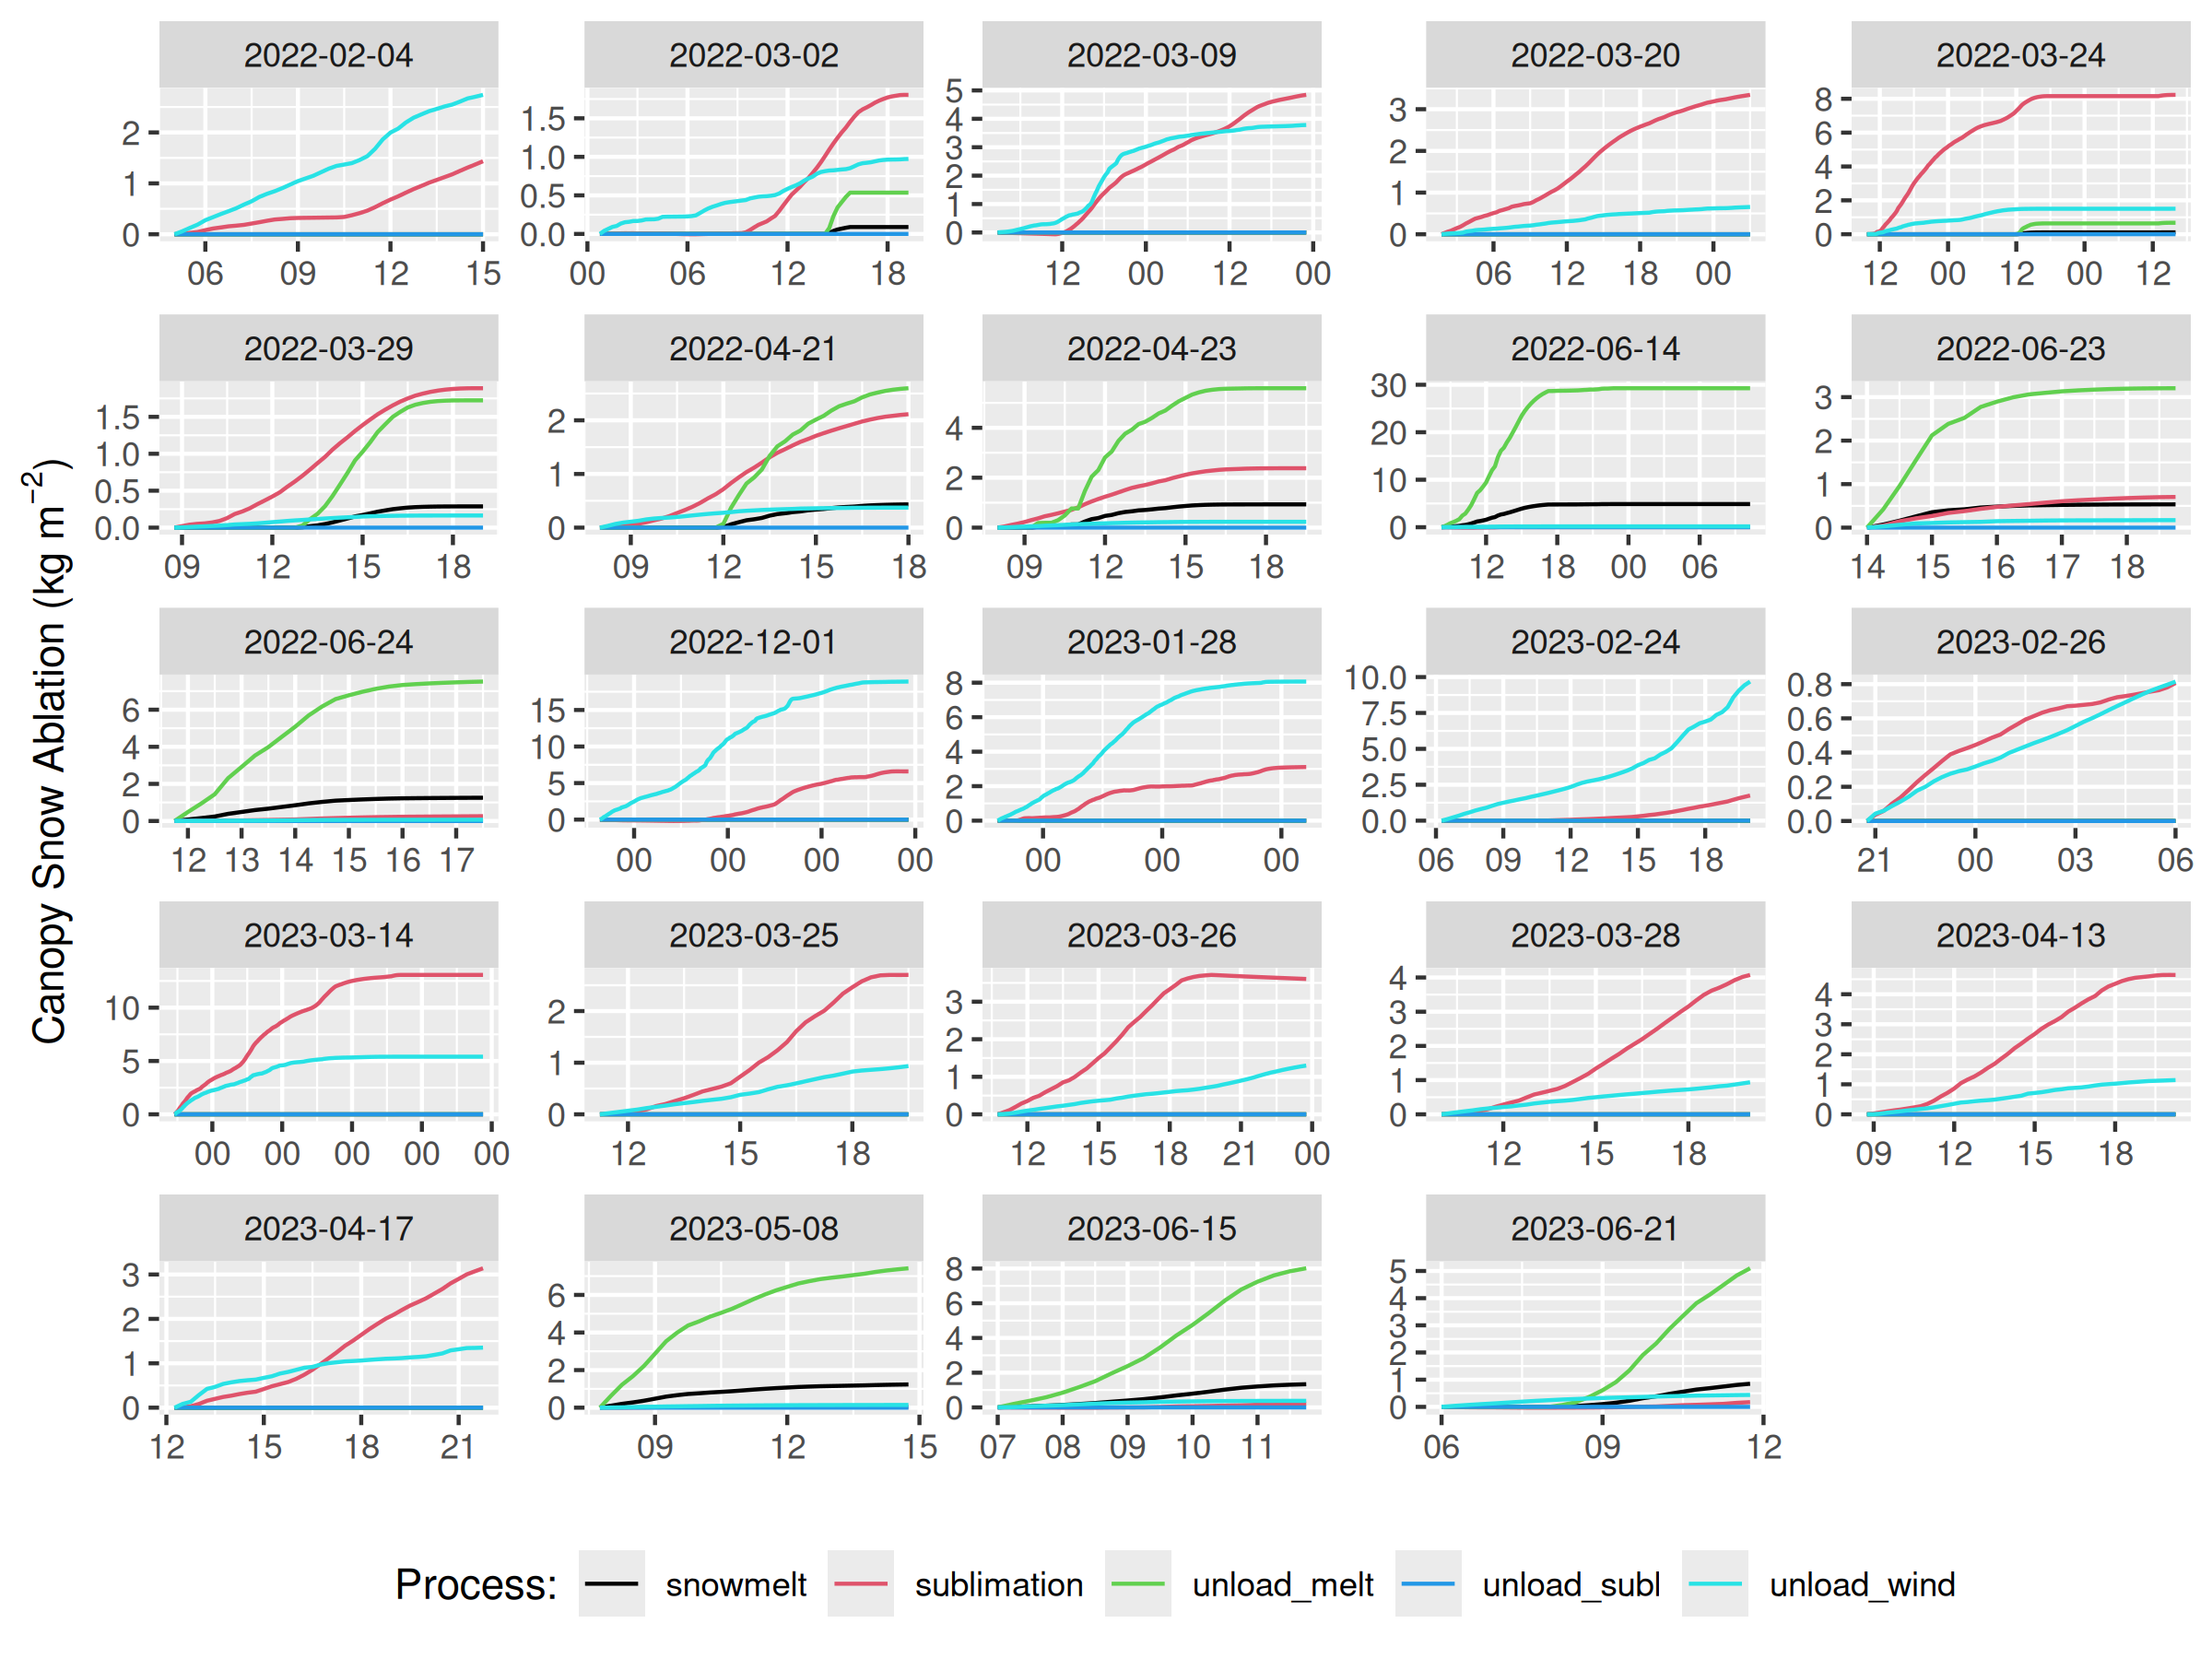 2022-02-04 2022-03-02 2022-03-09 2022-03-20 2022-03-24
0 1 2
0.0 0.5 1.0 1.5
0 1 2 3 4 5
0 1 2 3
0 2 4 6 8
06 09 12 15
00 06 12 18
12 00 12 00
06 12 18 00
12 00 12 00 12
2022-03-29 2022-04-21 2022-04-23 2022-06-14 2022-06-23
0.0 0.5 1.0 1.5
0 1 2
0 2 4
0 10 20 30
0 1 2 3
09 12 15 18
09 12 15 18
09 12 15 18
12 18 00 06
14 15 16 17 18
2022-06-24 2022-12-01 2023-01-28 2023-02-24 2023-02-26
0 2 4 6
0 5 10 15
0 2 4 6 8
0.0 2.5 5.0 7.5 10.0
0.0 0.2 0.4 0.6 0.8
12 13 14 15 16 17
00 00 00 00
00 00 00
06 09 12 15 18
21 00 03 06
2023-03-14 2023-03-25 2023-03-26 2023-03-28 2023-04-13
0 5 10
0 1 2
0 1 2 3
0 1 2 3 4
0 1 2 3 4
00 00 00 00 00
12 15 18
12 15 18 21 00
12 15 18
09 12 15 18
2023-04-17 2023-05-08 2023-06-15 2023-06-21
0 1 2 3
0 2 4 6
0 2 4 6 8
0 1 2 3 4 5
12 15 18 21
09 12 15
07 08 09 10 11
06 09 12
Canopy Snow Ablation (kg m−2)
Process: snowmelt sublimation unload_melt unload_subl unload_wind